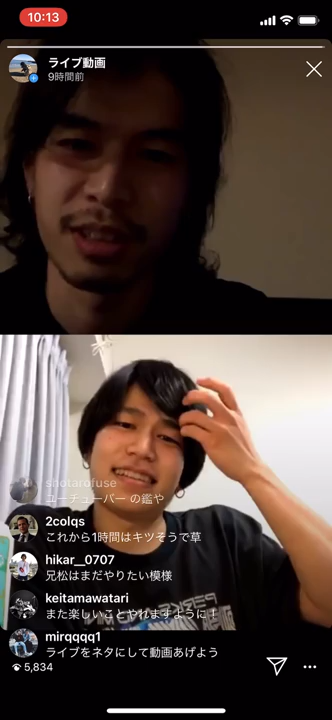 10:13
ライブ動画
9時間前
shotarofuse
ユーチューバー の鑑や
2colqs
これから1時間はキツそうで草
hikar__0707
兄松はまだやりたい模様
keitamawatari
また楽しいことやれますように！
mirqqqq1
ライブをネタにして動画あげよう
5,834